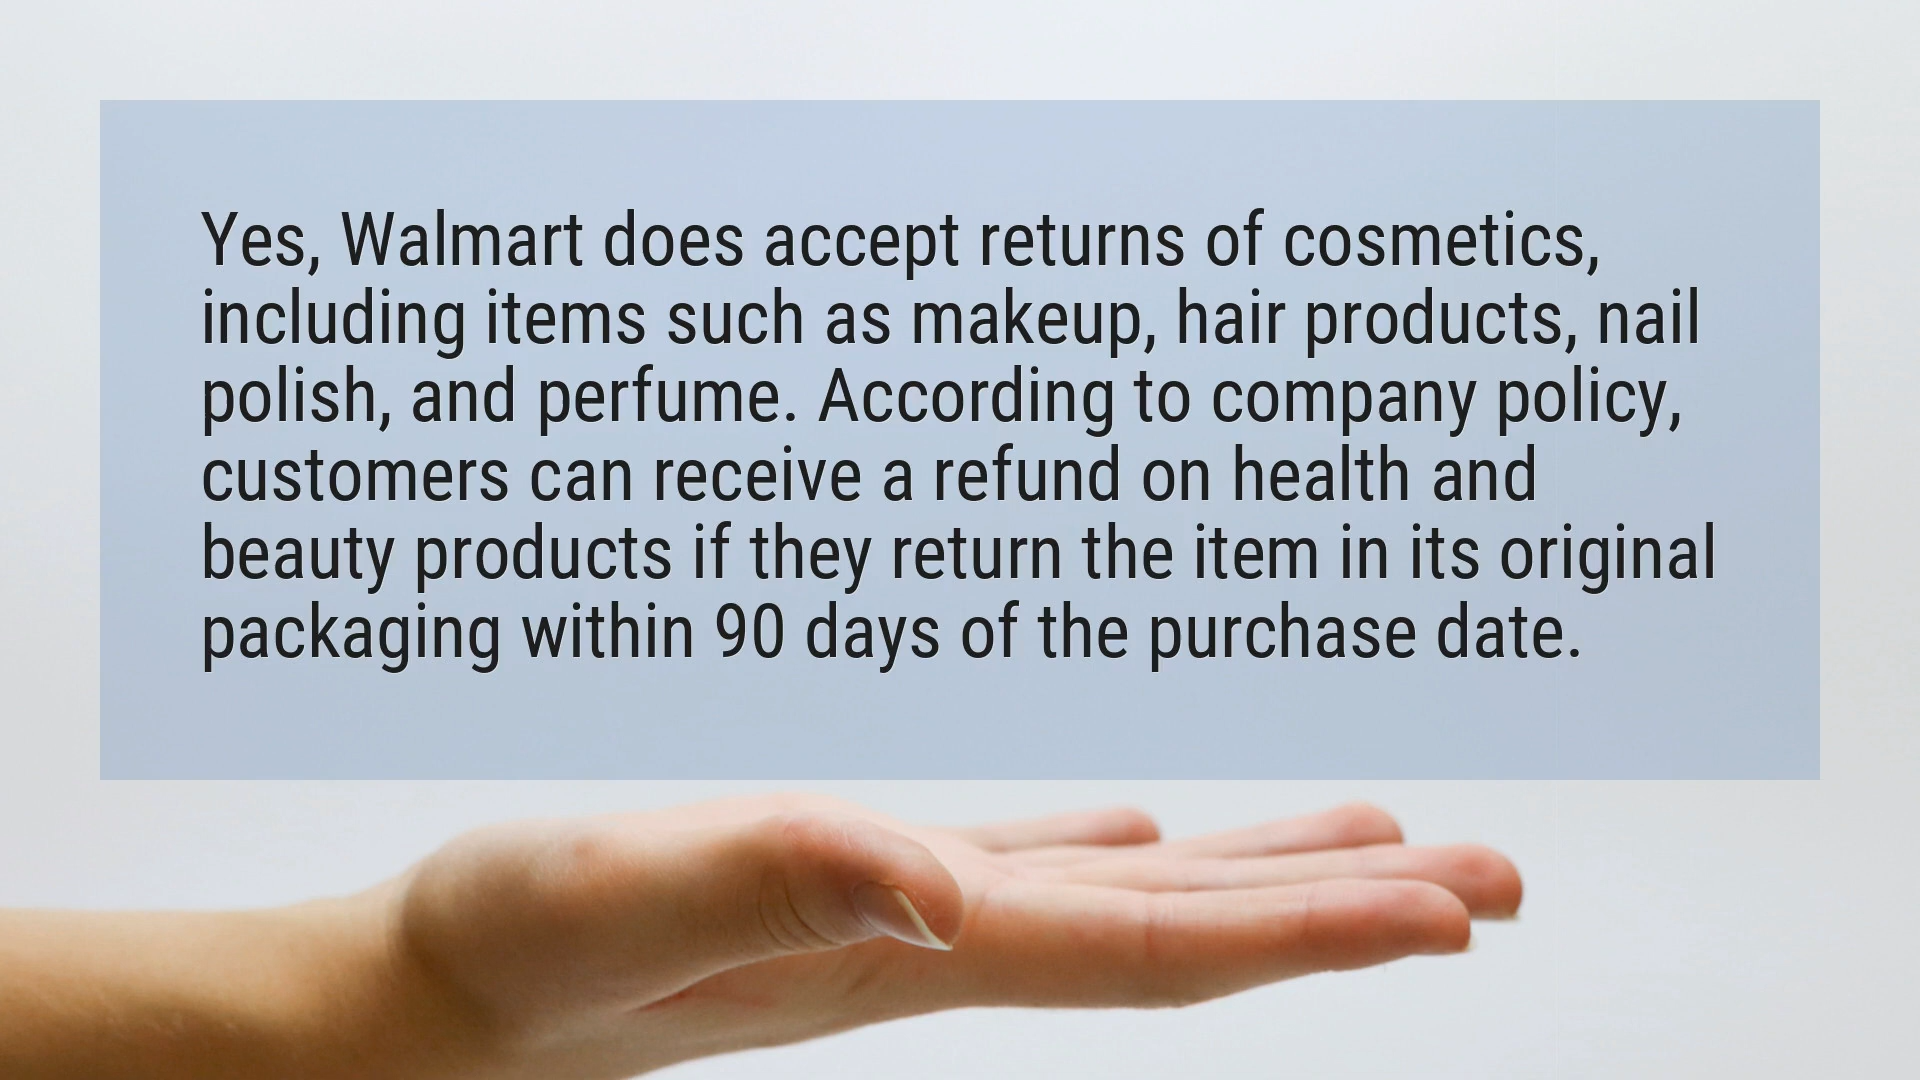 Yes, Walmart does accept returns of cosmetics,
including items such as makeup, hair products, nail
polish, and perfume. According to company policy,
customers can receive a refund on health and
beauty products if they return the item in its original
packaging within 90 days of the purchase date.